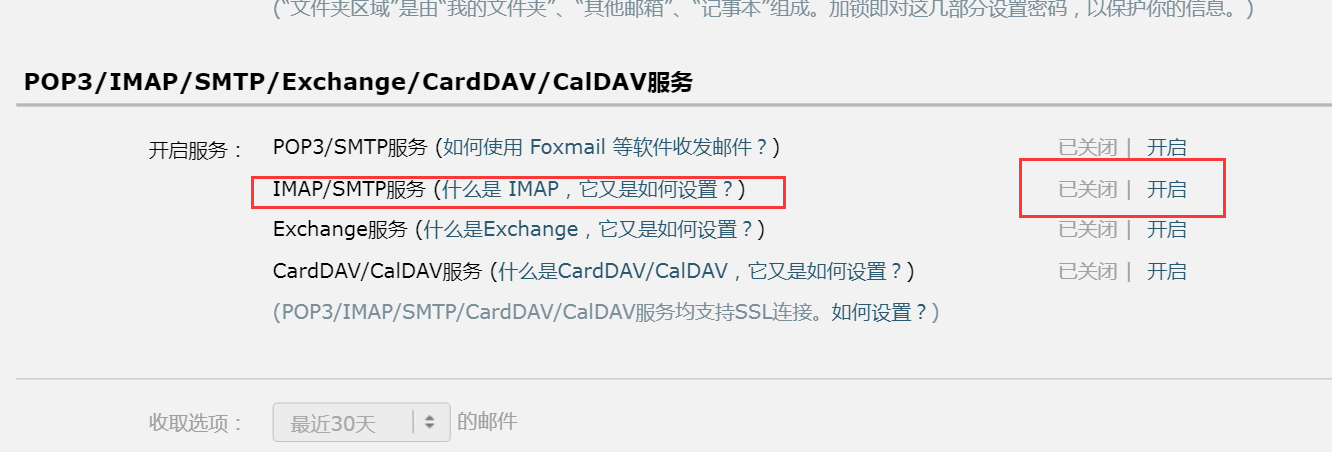 (“文件夹区域”是由“我的文件夹”、“其他邮箱”、“记事本”组成。加锁即对这几部分设置密码，以保护你的信息。)
POP3/IMAP/SMTP/Exchange/CardDAV/CalDAV服务
开启服务： POP3/SMTP服务 (如何使用 Foxmail 等软件收发邮件？) 已关闭 | 开启
IMAP/SMTP服务 (什么是 IMAP，它又是如何设置？) 已关闭 | 开启
Exchange服务 (什么是Exchange，它又是如何设置？) 已关闭 | 开启
CardDAV/CalDAV服务 (什么是CardDAV/CalDAV，它又是如何设置？) 已关闭 | 开启
(POP3/IMAP/SMTP/CardDAV/CalDAV服务均支持SSL连接。如何设置？)
收取选项： 最近30天 的邮件